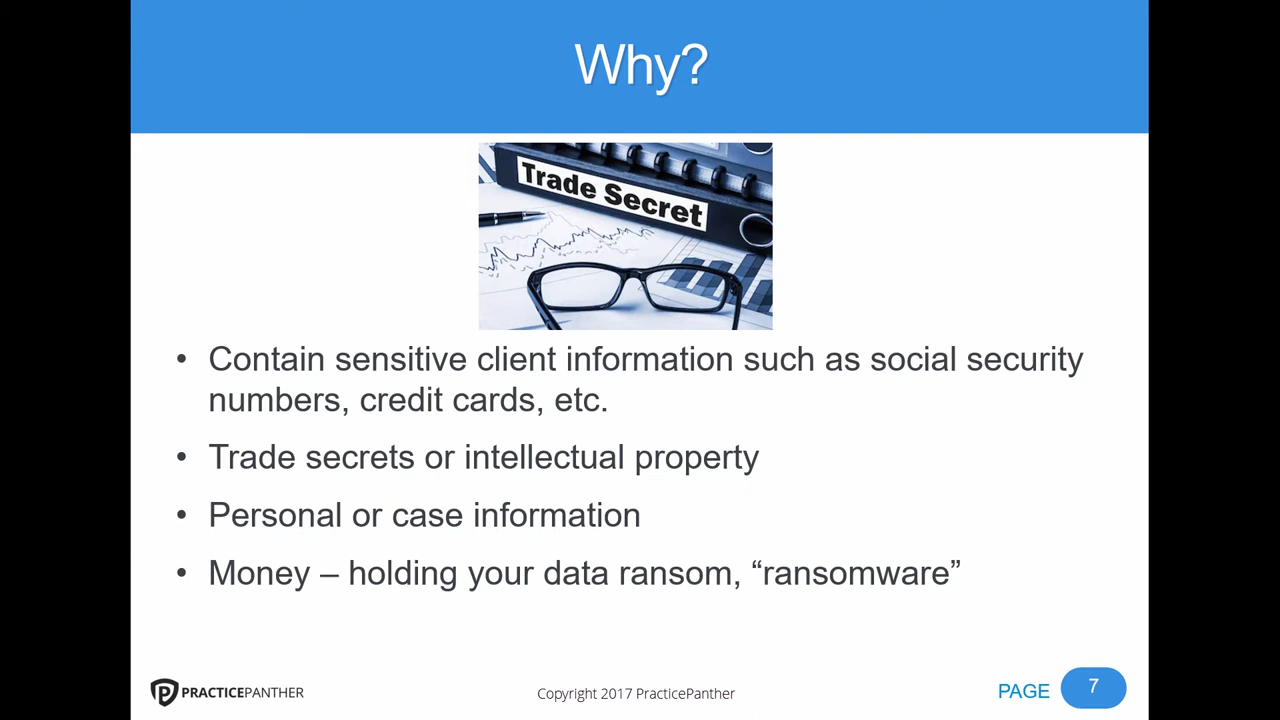 Why?
Trade Secret
• Contain sensitive client information such as social security
numbers, credit cards, etc.
• Trade secrets or intellectual property
• Personal or case information
• Money – holding your data ransom, “ransomware”
PRACTICEPANTHER
Copyright 2017 PracticePanther
PAGE 7